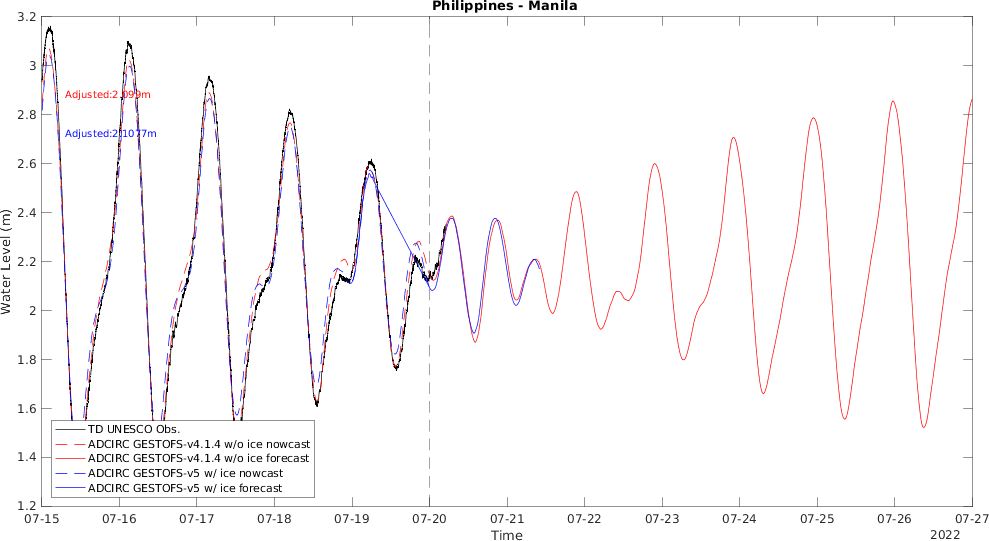 Philippines - Manila
3.2
3
2.8
2.6
2.4
2.2
2
1.8
1.6
1.4
1.2
Water Level (m)
Adjusted:2.099m
Adjusted:2.1077m
TD UNESCO Obs.
ADCIRC GESTOFS-v4.1.4 w/o ice nowcast
ADCIRC GESTOFS-v4.1.4 w/o ice forecast
ADCIRC GESTOFS-v5 w/ ice nowcast
ADCIRC GESTOFS-v5 w/ ice forecast
07-15 07-16 07-17 07-18 07-19 07-20 07-21 07-22 07-23 07-24 07-25 07-26 07-27
Time
2022